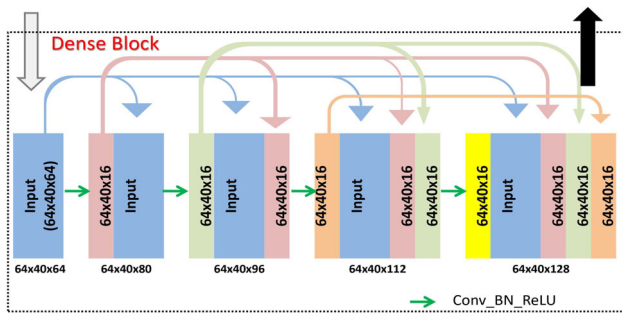 Dense Block
Input
(64x40x64)
64x40x16
Input
64x40x16
Input
64x40x16
64x40x16
Input
64x40x16
64x40x16
64x40x16
Input
64x40x16
64x40x16
64x40x16
64x40x64
64x40x80
64x40x96
64x40x112
64x40x128
Conv_BN_ReLU